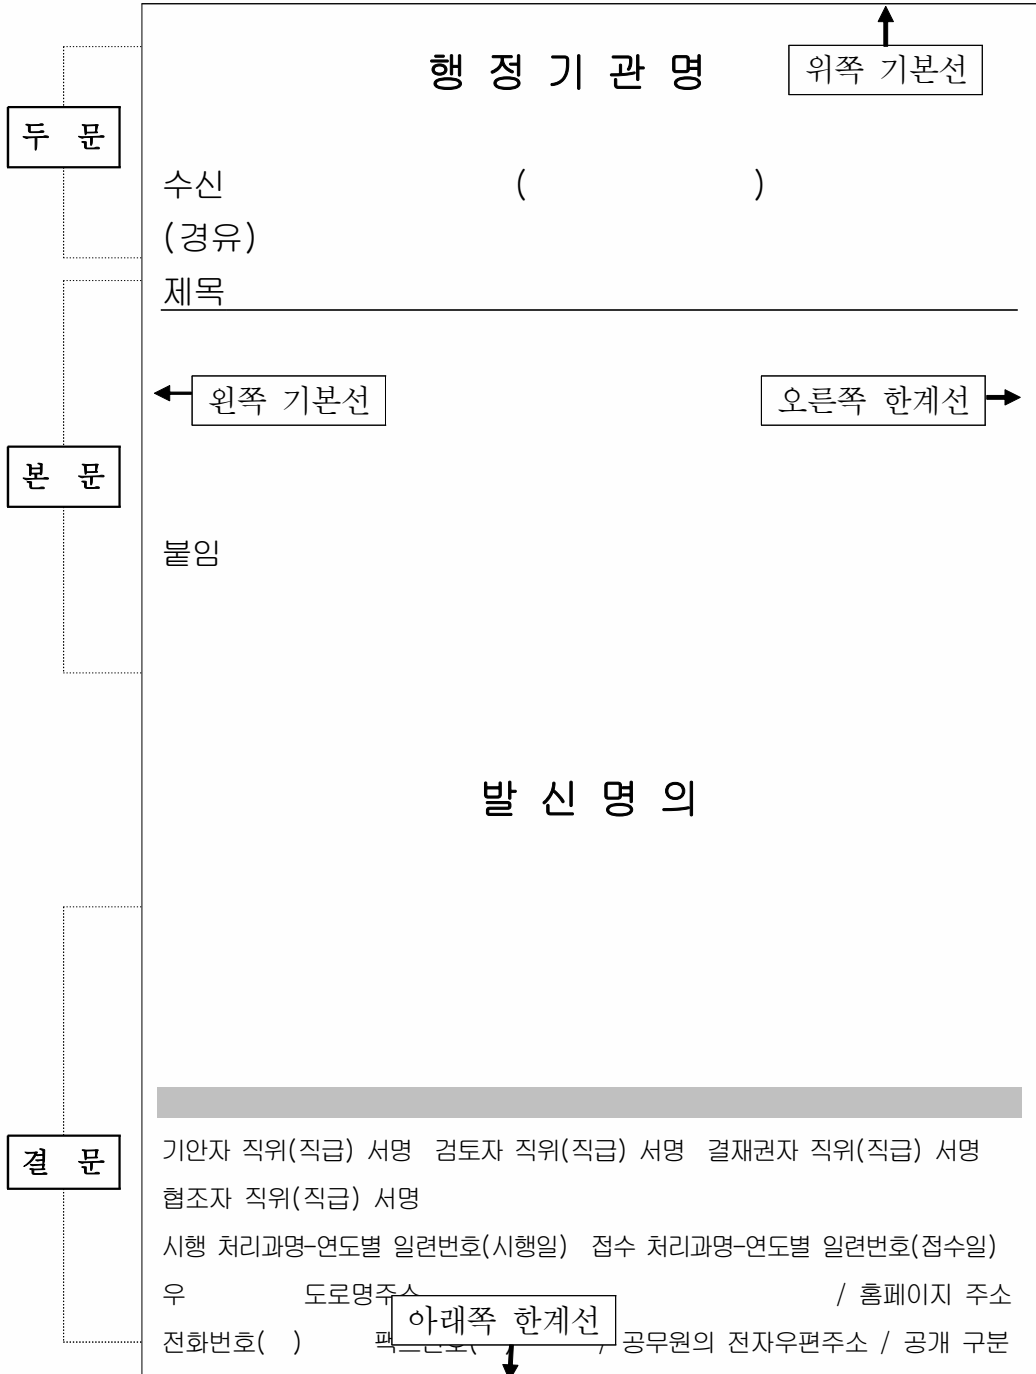 행 정 기 관 명
위쪽 기본선
두 문
수신 ( )
(경유)
제목
왼쪽 기본선
오른쪽 한계선
본 문
붙임
발 신 명 의
결 문
기안자 직위(직급) 서명 검토자 직위(직급) 서명 결재권자 직위(직급) 서명
협조자 직위(직급) 서명
시행 처리과명-연도별 일련번호(시행일) 접수 처리과명-연도별 일련번호(접수일)
우 도로명주소 / 홈페이지 주소
아래쪽 한계선
전화번호( ) 팩스번호( ) / 공무원의 전자우편주소 / 공개 구분